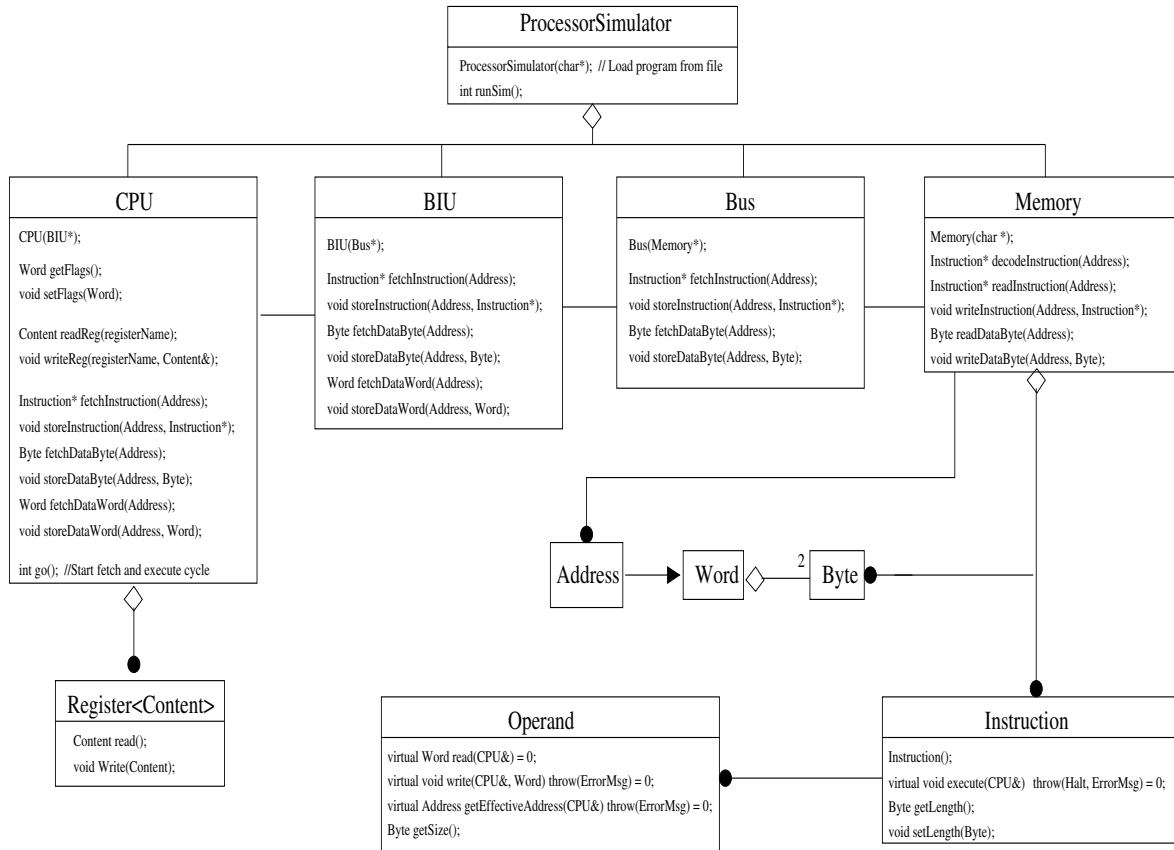 ProcessorSimulator
ProcessorSimulator(char*); // Load program from file
int runSim();
CPU
CPU(BIU*);
Word getFlags();
void setFlags(Word);
Content readReg(registerName);
void writeReg(registerName, Content&);
Instruction* fetchInstruction(Address);
void storeInstruction(Address, Instruction*);
Byte fetchDataByte(Address);
void storeDataByte(Address, Byte);
Word fetchDataWord(Address);
void storeDataWord(Address, Word);
int go(); //Start fetch and execute cycle
BIU
BIU(Bus*);
Instruction* fetchInstruction(Address);
void storeInstruction(Address, Instruction*);
Byte fetchDataByte(Address);
void storeDataByte(Address, Byte);
Word fetchDataWord(Address);
void storeDataWord(Address, Word);
Bus
Bus(Memory*);
Instruction* fetchInstruction(Address);
void storeInstruction(Address, Instruction*);
Byte fetchDataByte(Address);
void storeDataByte(Address, Byte);
Memory
Memory(char *);
Instruction* decodeInstruction(Address);
Instruction* readInstruction(Address);
void writeInstruction(Address, Instruction*);
Byte readDataByte(Address);
void writeDataByte(Address, Byte);
Address
Word
2
Byte
Register<Content>
Content read();
void Write(Content);
Operand
virtual Word read(CPU&) = 0;
virtual void write(CPU&, Word) throw(ErrorMsg) = 0;
virtual Address getEffectiveAddress(CPU&) throw(ErrorMsg) = 0;
Byte getSize();
Instruction
Instruction();
virtual void execute(CPU&) throw(Halt, ErrorMsg) = 0;
Byte getLength();
void setLength(Byte);